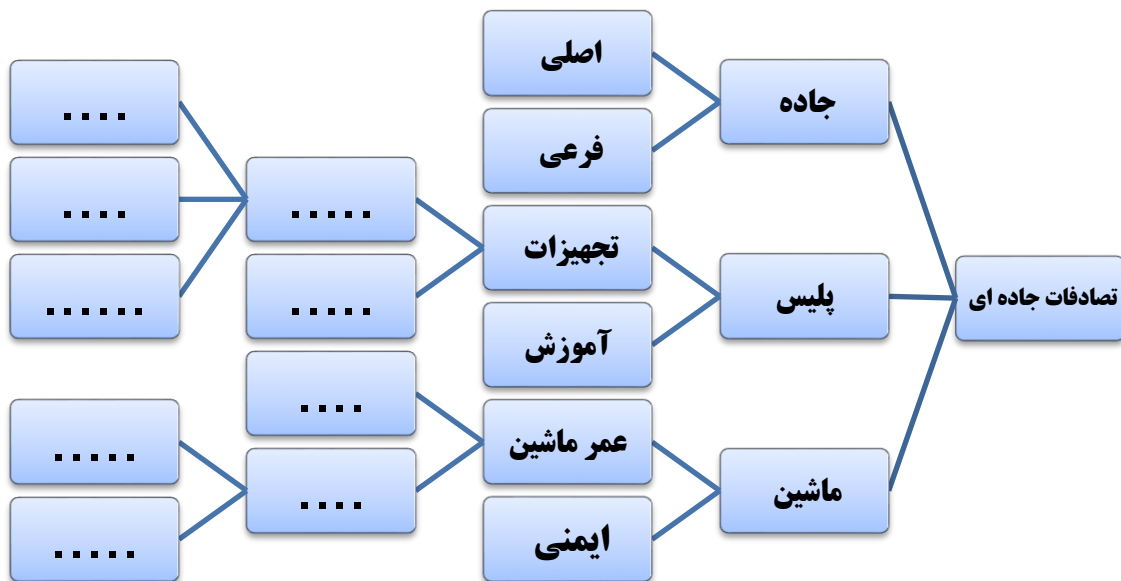 تصادفات جاده ای
جاده
پلیس
ماشین
اصلی
فرعی
تجهیزات
آموزش
عمر ماشین
ایمنی
. . . . .
. . . . .
. . . .
. . . .
. . . .
. . . .
. . . . . .
. . . . .
. . . . .